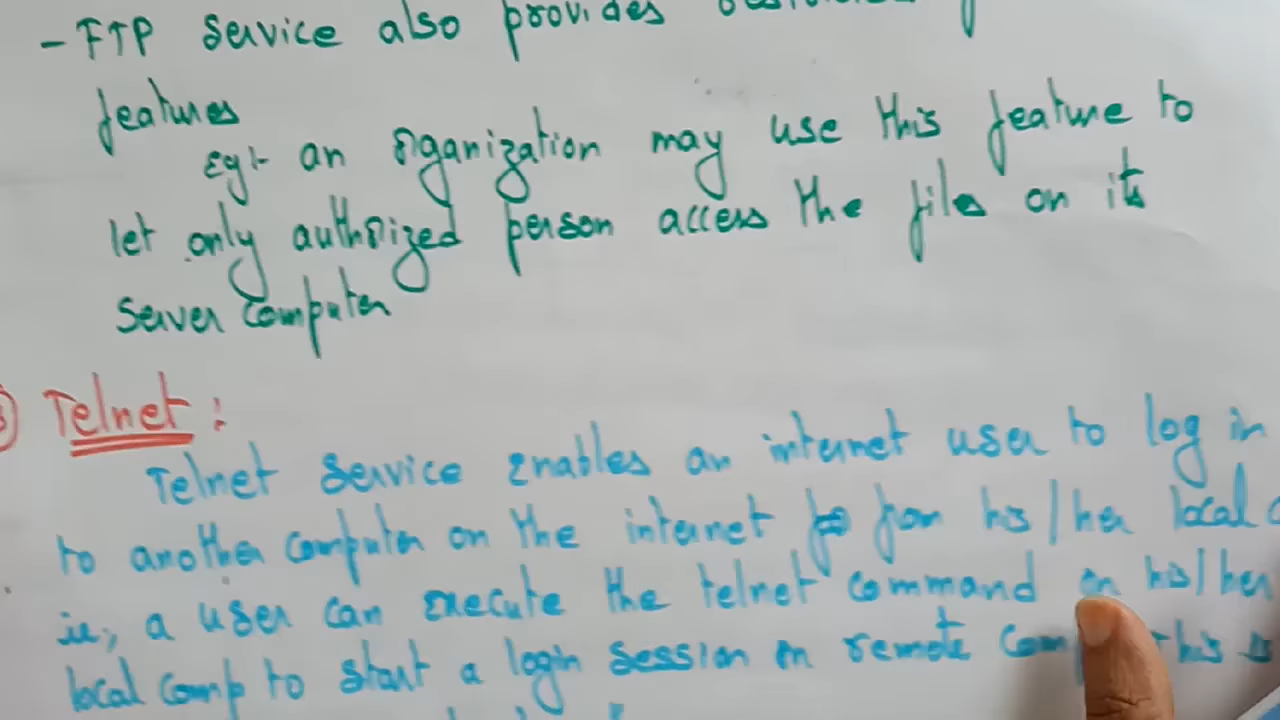 - FTP service also provides
features
Eg:- an organization may use this feature to
let only authorized person access the files on its
server computer
Telnet :
Telnet service enables an internet user to log in
to another computer on the internet from his/her local
ie, a user can execute the telnet command on his/her
local comp to start a login session on remote comp this is